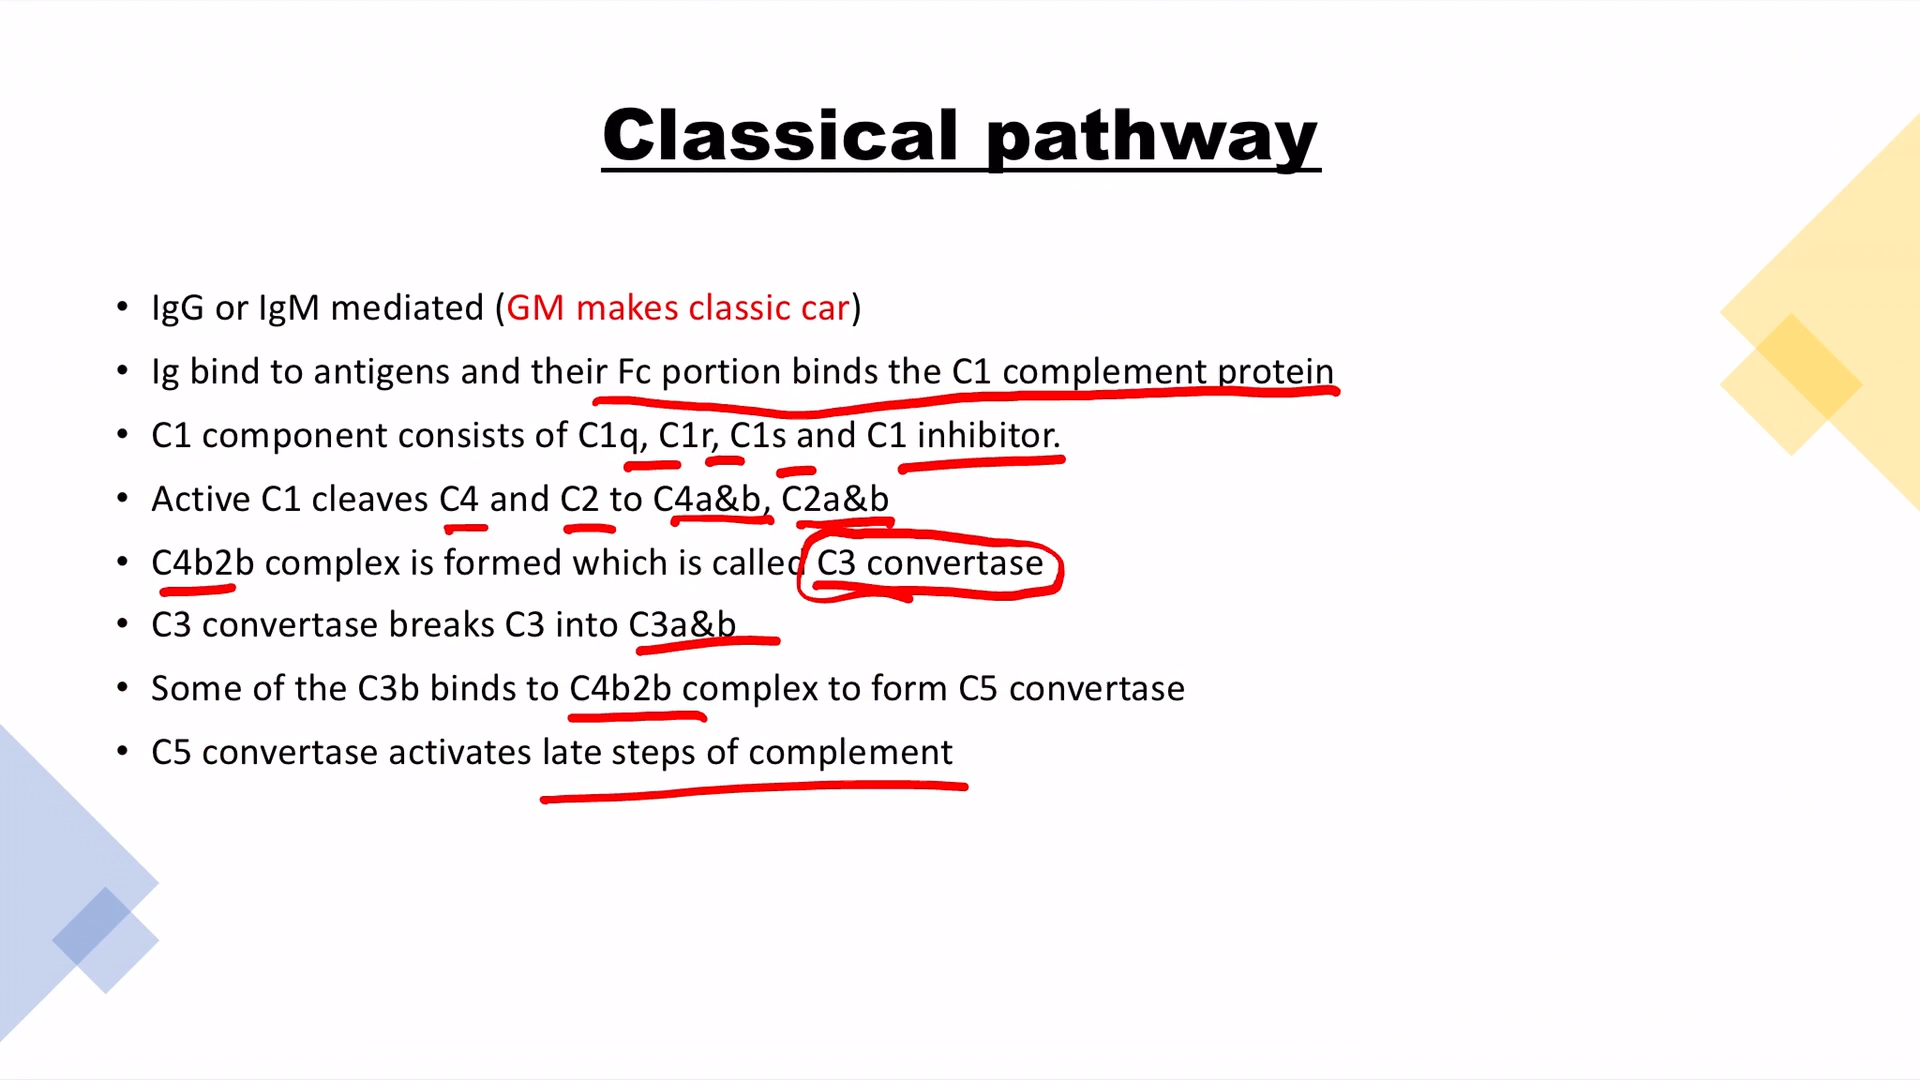 Classical pathway
• IgG or IgM mediated (GM makes classic car)
• Ig bind to antigens and their Fc portion binds the C1 complement protein
• C1 component consists of C1q, C1r, C1s and C1 inhibitor.
• Active C1 cleaves C4 and C2 to C4a&b, C2a&b
• C4b2b complex is formed which is called C3 convertase
• C3 convertase breaks C3 into C3a&b
• Some of the C3b binds to C4b2b complex to form C5 convertase
• C5 convertase activates late steps of complement